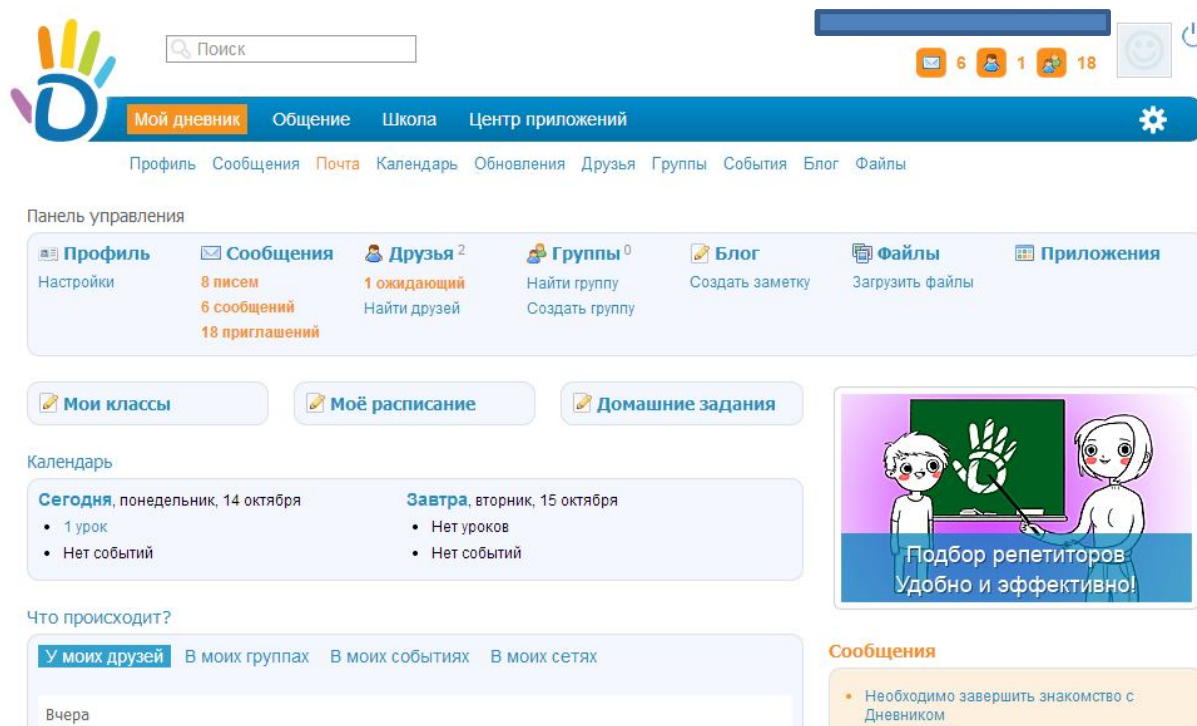 Поиск
6 1 18
Мой дневник Общение Школа Центр приложений
Профиль Сообщения Почта Календарь Обновления Друзья Группы События Блог Файлы
Панель управления
Профиль Сообщения Друзья 2 Группы 0 Блог Файлы Приложения
Настройки 8 писем 1 ожидающий Найти группу Создать заметку Загрузить файлы
6 сообщений Найти друзей Создать группу
18 приглашений
Мои классы Моё расписание Домашние задания
Календарь
Сегодня, понедельник, 14 октября Завтра, вторник, 15 октября
• 1 урок • Нет уроков
• Нет событий • Нет событий
Подбор репетиторов
Удобно и эффективно!
Что происходит?
У моих друзей В моих группах В моих событиях В моих сетях
Вчера
Сообщения
• Необходимо завершить знакомство с
Дневником